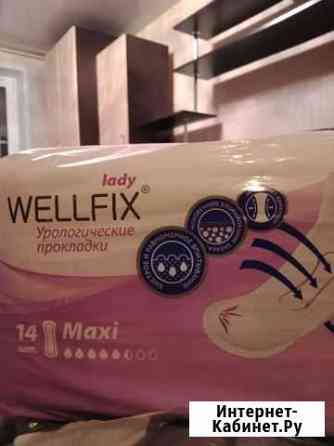 lady
WELLFIX®
Урологические
прокладки
14 Maxi
шт.
Интернет-
Кабинет.Ру